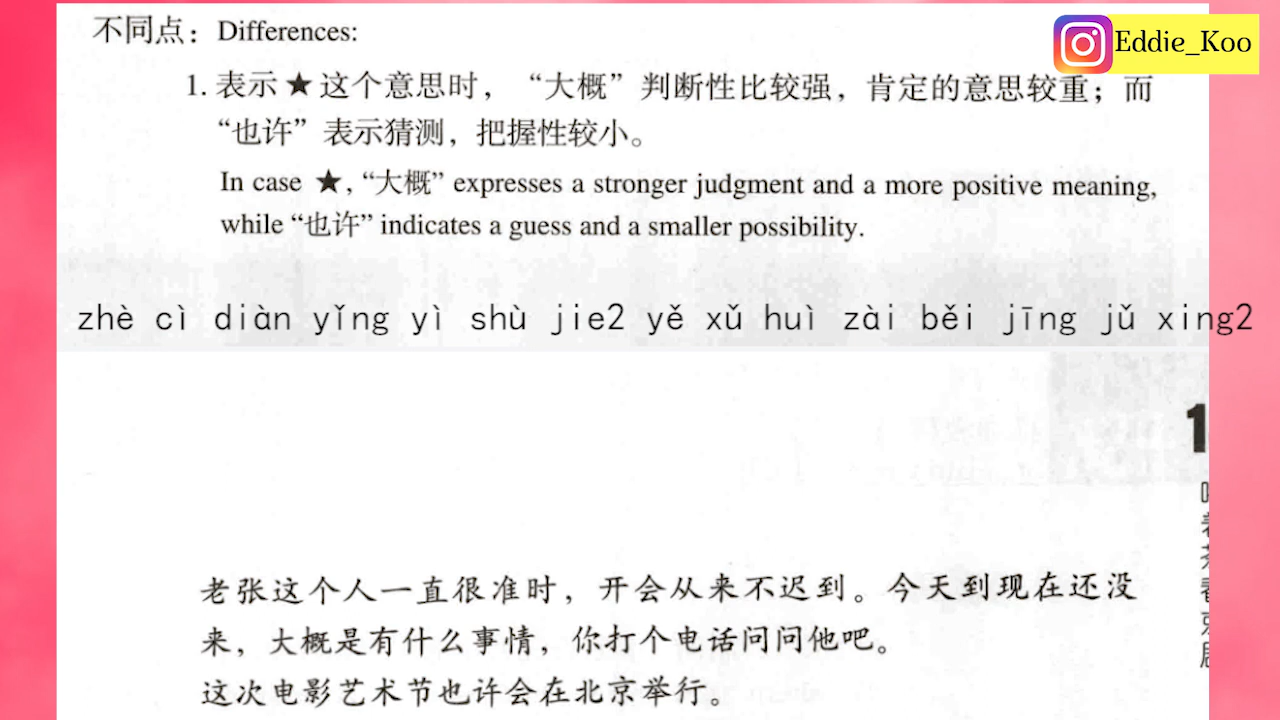 不同点：Differences:
Eddie_Koo
1. 表示★这个意思时，“大概”判断性比较强，肯定的意思较重；而
“也许”表示猜测，把握性较小。
In case ★, “大概” expresses a stronger judgment and a more positive meaning,
while “也许” indicates a guess and a smaller possibility.
zhè cì diàn yǐng yì shù jie2 yě xǔ huì zài běi jīng jǔ xing2
1
老张这个人一直很准时，开会从来不迟到。今天到现在还没
来，大概是有什么事情，你打个电话问问他吧。
这次电影艺术节也许会在北京举行。